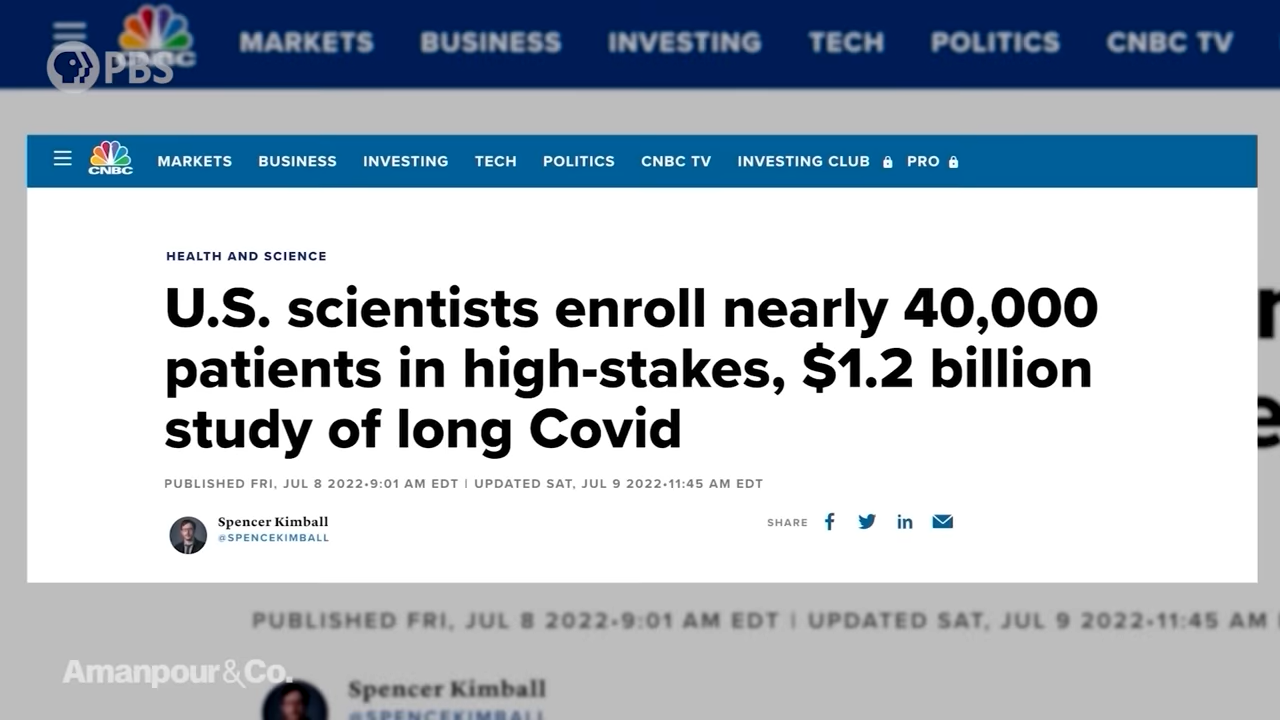 MARKETS BUSINESS INVESTING TECH POLITICS CNBC TV
CNBC
PBS
CNBC MARKETS BUSINESS INVESTING TECH POLITICS CNBC TV INVESTING CLUB PRO
HEALTH AND SCIENCE
U.S. scientists enroll nearly 40,000
patients in high-stakes, $1.2 billion
study of long Covid
PUBLISHED FRI, JUL 8 2022•9:01 AM EDT | UPDATED SAT, JUL 9 2022•11:45 AM EDT
Spencer Kimball
@SPENCEKIMBALL
SHARE
PUBLISHED FRI, JUL 8 2022•9:01 AM EDT | UPDATED SAT, JUL 9 2022•11:45 AM
Amanpour&Co.
Spencer Kimball
@SPENCEKIMBALL